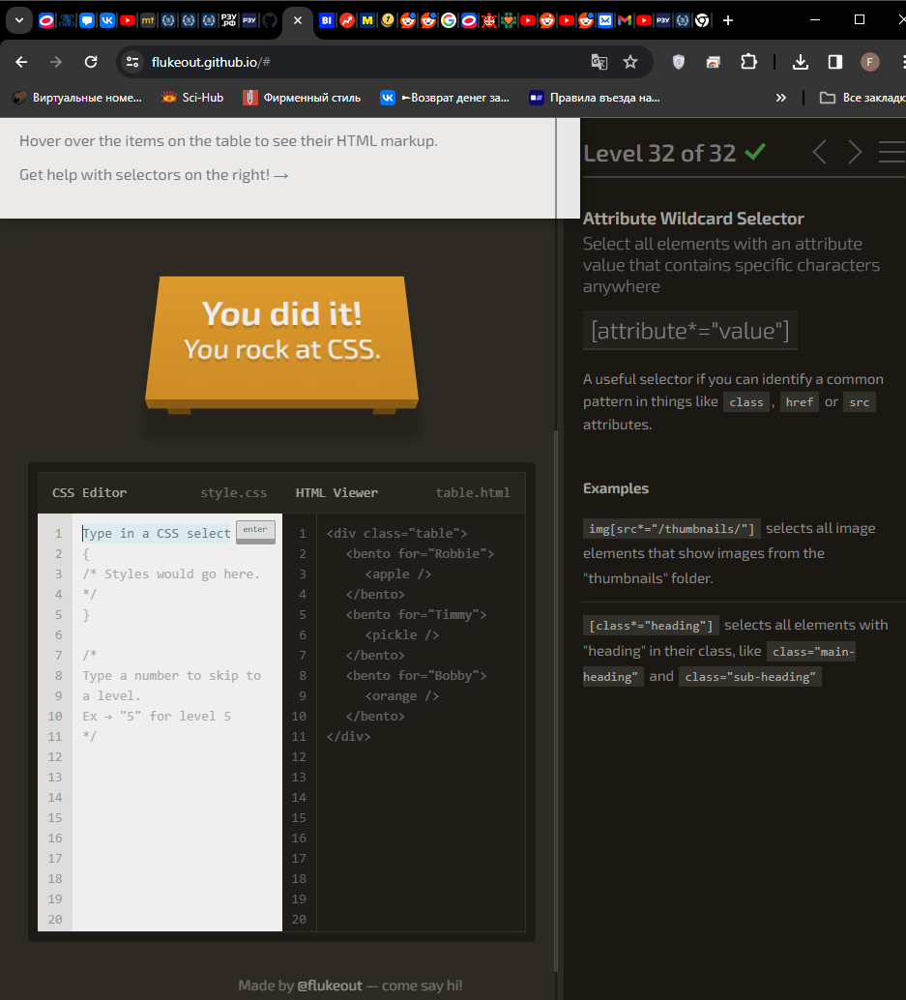 flukeout.github.io/#
F
Виртуальные номе...
Sci-Hub
Фирменный стиль
Возврат денег за...
Правила въезда на...
»
Все закладк
Hover over the items on the table to see their HTML markup.
Get help with selectors on the right! →
You did it!
You rock at CSS.
CSS Editor style.css
HTML Viewer table.html
1 Type in a CSS select enter
2 {
3 /* Styles would go here.
4 */
5 }
6
7 /*
8 Type a number to skip to
9 a level.
10 Ex → "5" for level 5
11 */
12
13
14
15
16
17
18
19
20
1 <div class="table">
2 <bento for="Robbie">
3 <apple />
4 </bento>
5 <bento for="Timmy">
6 <pickle />
7 </bento>
8 <bento for="Bobby">
9 <orange />
10 </bento>
11 </div>
12
13
14
15
16
17
18
19
20
Made by @flukeout — come say hi!
Level 32 of 32
Attribute Wildcard Selector
Select all elements with an attribute
value that contains specific characters
anywhere
[attribute*="value"]
A useful selector if you can identify a common
pattern in things like class , href or src
attributes.
Examples
img[src*="/thumbnails/"] selects all image
elements that show images from the
"thumbnails" folder.
[class*="heading"] selects all elements with
"heading" in their class, like class="main-
heading" and class="sub-heading"